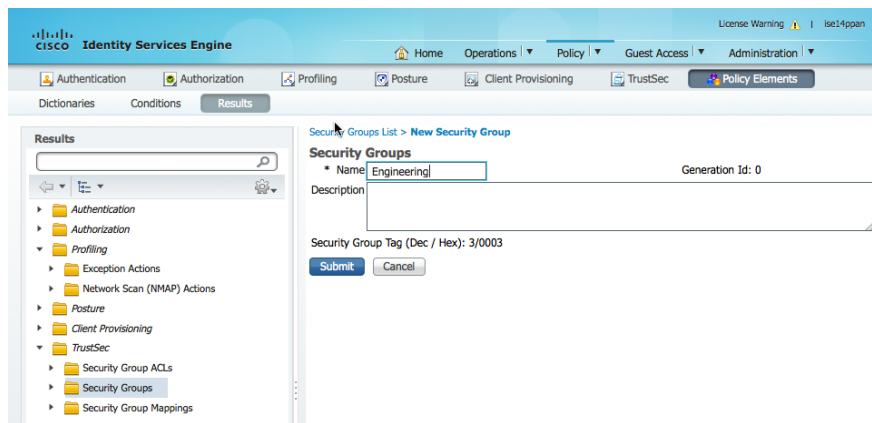 License Warning | ise14ppan
CISCO Identity Services Engine
Home Operations | Policy | Guest Access | Administration |
Authentication Authorization Profiling Posture Client Provisioning TrustSec Policy Elements
Dictionaries Conditions Results
Results
Security Groups List > New Security Group
Security Groups
* Name Engineering Generation Id: 0
Description
Security Group Tag (Dec / Hex): 3/0003
Submit Cancel
Authentication
Authorization
Profiling
Exception Actions
Network Scan (NMAP) Actions
Posture
Client Provisioning
TrustSec
Security Group ACLs
Security Groups
Security Group Mappings